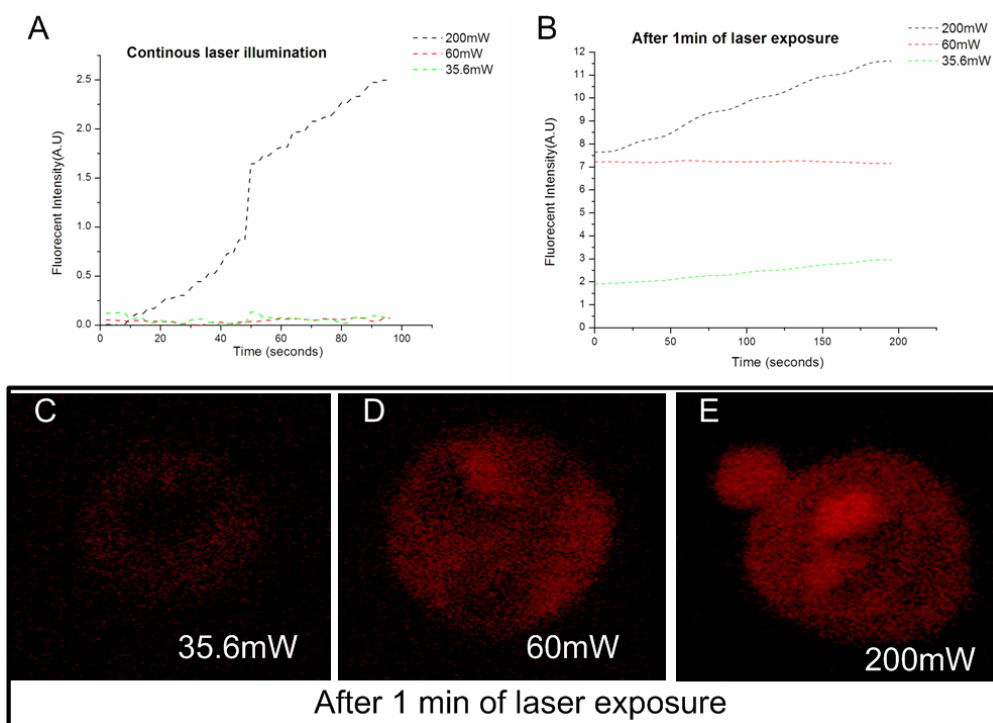 A
Continous laser illumination
200mW
60mW
35.6mW
Fluorecent Intensity(A.U)
2.5
2.0
1.5
1.0
0.5
0.0
0 20 40 60 80 100
Time (seconds)
B
After 1min of laser exposure
200mW
60mW
35.6mW
Fluorecent Intensity(A.U)
12
11
10
9
8
7
6
5
4
3
2
1
0
0 50 100 150 200
Time (seconds)
C
35.6mW
D
60mW
E
200mW
After 1 min of laser exposure